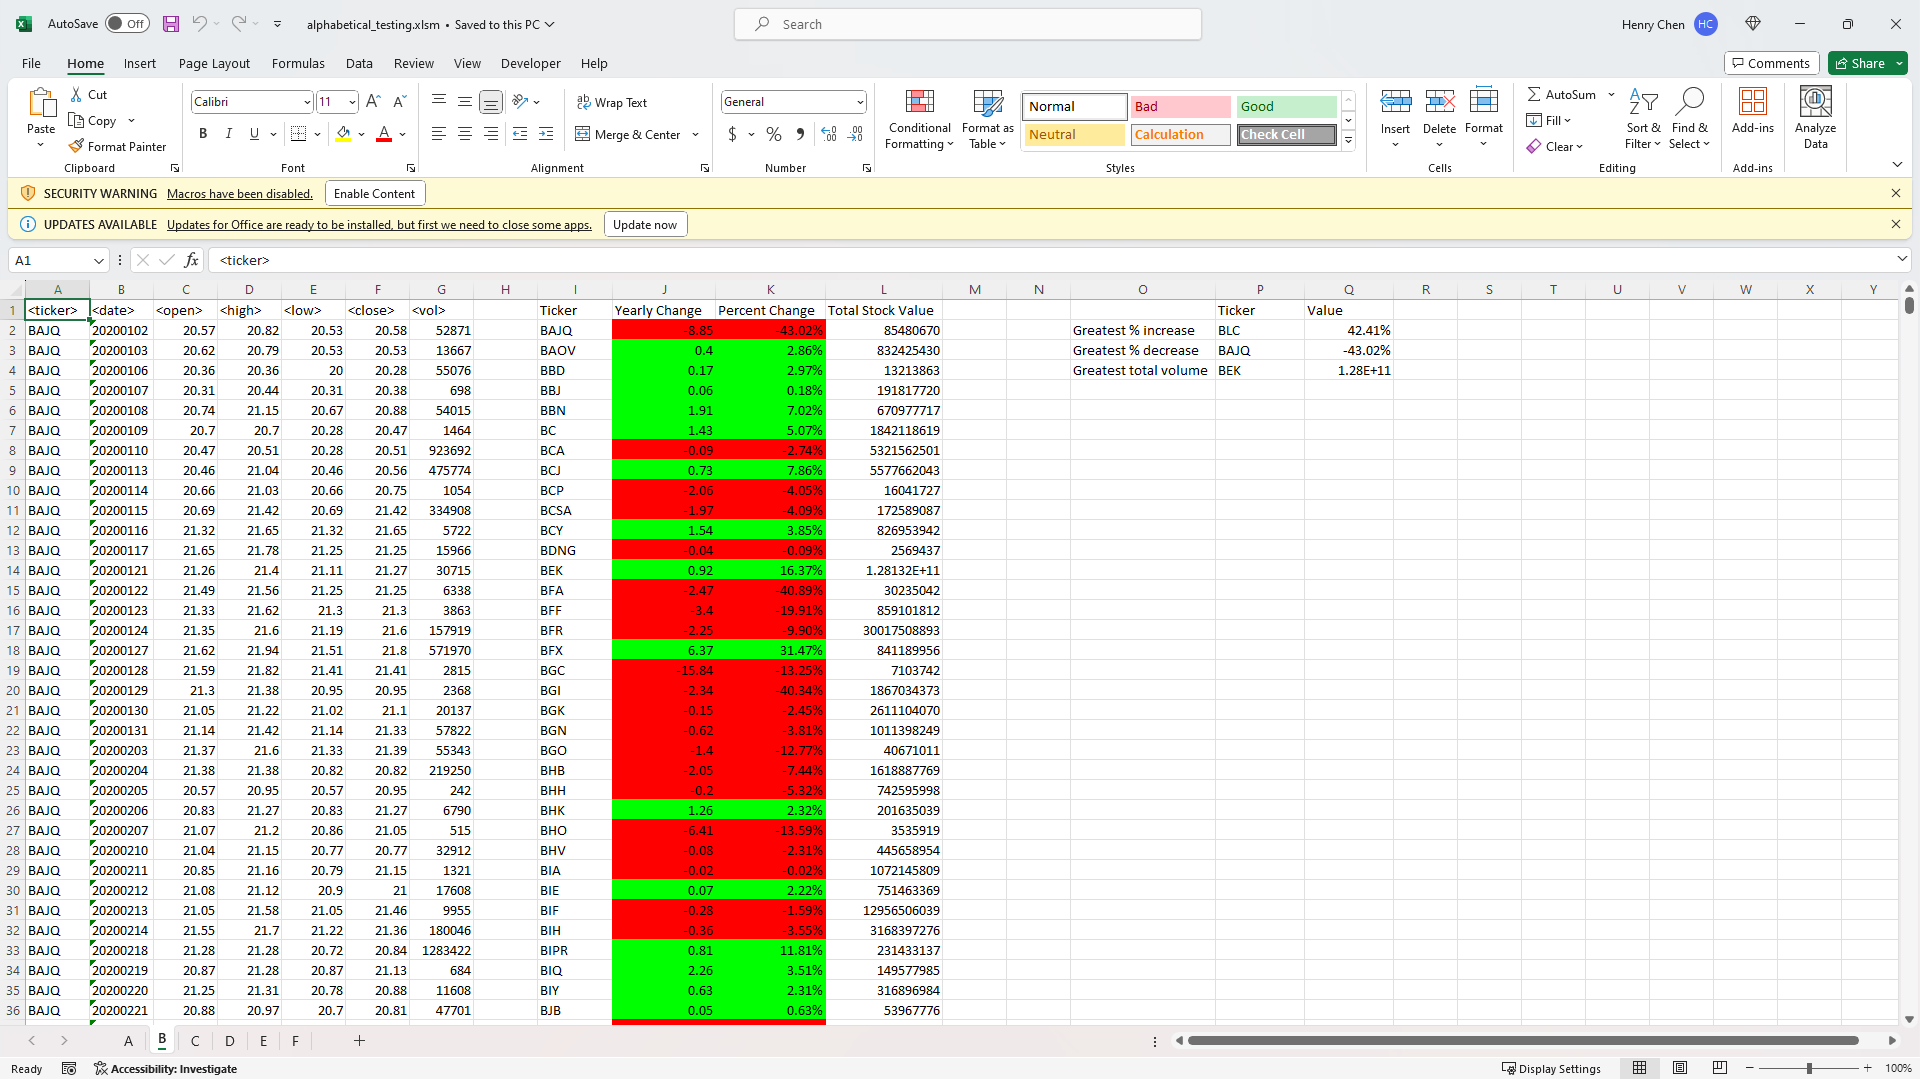 AutoSave Off alphabetical_testing.xlsm • Saved to this PC Search Henry Chen HC
File Home Insert Page Layout Formulas Data Review View Developer Help Comments Share
Paste Cut Copy Format Painter Clipboard
Calibri 11 B I U A Font
Wrap Text Merge & Center Alignment
General $ % , Number
Conditional Formatting Format as Table Normal Bad Good Neutral Calculation Check Cell Styles
Insert Delete Format Cells
AutoSum Fill Clear Sort & Filter Find & Select Editing
Add-ins Add-ins Analyze Data
SECURITY WARNING Macros have been disabled. Enable Content
UPDATES AVAILABLE Updates for Office are ready to be installed, but first we need to close some apps. Update now
A1 fx <ticker>
A B C D E F G H I J K L M N O P Q R S T U V W X Y
1 <ticker> <date> <open> <high> <low> <close> <vol> Ticker Yearly Change Percent Change Total Stock Value Ticker Value
2 BAJQ 20200102 20.57 20.82 20.53 20.58 52871 BAJQ -8.85 -43.02% 85480670 Greatest % increase BLC 42.41%
3 BAJQ 20200103 20.62 20.79 20.53 20.53 13667 BAOV 0.4 2.86% 832425430 Greatest % decrease BAJQ -43.02%
4 BAJQ 20200106 20.36 20.36 20 20.28 55076 BBD 0.17 2.97% 13213863 Greatest total volume BEK 1.28E+11
5 BAJQ 20200107 20.31 20.44 20.31 20.38 698 BBJ 0.06 0.18% 191817720
6 BAJQ 20200108 20.74 21.15 20.67 20.88 54015 BBN 1.91 7.02% 670977717
7 BAJQ 20200109 20.7 20.7 20.28 20.47 1464 BC 1.43 5.07% 1842118619
8 BAJQ 20200110 20.47 20.51 20.28 20.51 923692 BCA -0.09 -2.74% 5321562501
9 BAJQ 20200113 20.46 21.04 20.46 20.56 475774 BCJ 0.73 7.86% 5577662043
10 BAJQ 20200114 20.66 21.03 20.66 20.75 1054 BCP -2.06 -4.05% 16041727
11 BAJQ 20200115 20.69 21.42 20.69 21.42 334908 BCSA -1.97 -4.09% 172589087
12 BAJQ 20200116 21.32 21.65 21.32 21.65 5722 BCY 1.54 3.85% 826953942
13 BAJQ 20200117 21.65 21.78 21.25 21.25 15966 BDNG -0.04 -0.09% 2569437
14 BAJQ 20200121 21.26 21.4 21.11 21.27 30715 BEK 0.92 16.37% 1.28132E+11
15 BAJQ 20200122 21.49 21.56 21.25 21.25 6338 BFA -2.47 -40.89% 30235042
16 BAJQ 20200123 21.33 21.62 21.3 21.3 3863 BFF -3.4 -19.91% 859101812
17 BAJQ 20200124 21.35 21.6 21.19 21.6 157919 BFR -2.25 -9.90% 30017508893
18 BAJQ 20200127 21.62 21.94 21.51 21.8 571970 BFX 6.37 31.47% 841189956
19 BAJQ 20200128 21.59 21.82 21.41 21.41 2815 BGC -15.84 -13.25% 7103742
20 BAJQ 20200129 21.3 21.38 20.95 20.95 2368 BGI -2.34 -40.34% 1867034373
21 BAJQ 20200130 21.05 21.22 21.02 21.1 20137 BGK -0.15 -2.45% 2611104070
22 BAJQ 20200131 21.14 21.42 21.14 21.33 57822 BGN -0.62 -3.81% 1011398249
23 BAJQ 20200203 21.37 21.6 21.33 21.39 55343 BGO -1.4 -12.77% 40671011
24 BAJQ 20200204 21.38 21.38 20.82 20.82 219250 BHB -2.05 -7.44% 1618887769
25 BAJQ 20200205 20.57 20.95 20.57 20.95 242 BHH -0.2 -5.32% 742595998
26 BAJQ 20200206 20.83 21.27 20.83 21.27 6790 BHK 1.26 2.32% 201635039
27 BAJQ 20200207 21.07 21.2 20.86 21.05 515 BHO -6.41 -13.59% 3535919
28 BAJQ 20200210 21.04 21.15 20.77 20.77 32912 BHV -0.08 -2.31% 445658954
29 BAJQ 20200211 20.85 21.16 20.79 21.15 1321 BIA -0.02 -0.02% 1072145809
30 BAJQ 20200212 21.08 21.12 20.9 21 17608 BIE 0.07 2.22% 751463369
31 BAJQ 20200213 21.05 21.58 21.05 21.46 9955 BIF -0.28 -1.59% 12956506039
32 BAJQ 20200214 21.55 21.7 21.22 21.36 180046 BIH -0.36 -3.55% 3168397276
33 BAJQ 20200218 21.28 21.28 20.72 20.84 1283422 BIPR 0.81 11.81% 231433137
34 BAJQ 20200219 20.87 21.28 20.87 21.13 684 BIQ 2.26 3.51% 149577985
35 BAJQ 20200220 21.25 21.31 20.78 20.88 11608 BIY 0.63 2.31% 316896984
36 BAJQ 20200221 20.88 20.97 20.7 20.81 47701 BJB 0.05 0.63% 53967776
A B C D E F
Ready Accessibility: Investigate Display Settings 100%